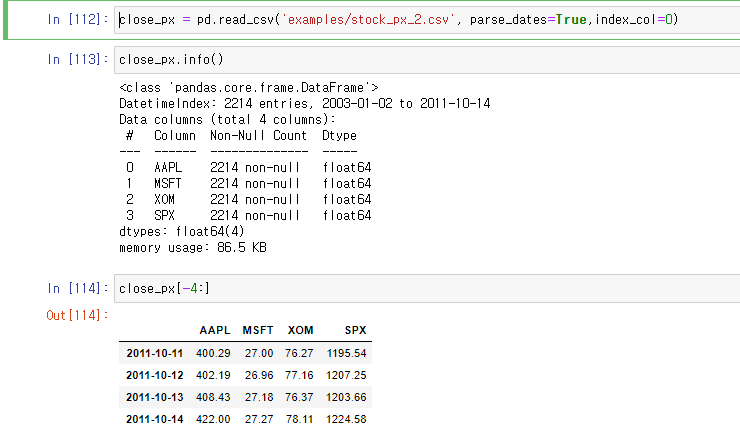 In [112]: close_px = pd.read_csv('examples/stock_px_2.csv', parse_dates=True,index_col=0)
In [113]: close_px.info()
<class 'pandas.core.frame.DataFrame'>
DatetimeIndex: 2214 entries, 2003-01-02 to 2011-10-14
Data columns (total 4 columns):
 #   Column  Non-Null Count  Dtype
---  ------  --------------  -----
 0   AAPL    2214 non-null   float64
 1   MSFT    2214 non-null   float64
 2   XOM     2214 non-null   float64
 3   SPX     2214 non-null   float64
dtypes: float64(4)
memory usage: 86.5 KB
In [114]: close_px[-4:]
Out[114]:
AAPL MSFT XOM SPX
2011-10-11 400.29 27.00 76.27 1195.54
2011-10-12 402.19 26.96 77.16 1207.25
2011-10-13 408.43 27.18 76.37 1203.66
2011-10-14 422.00 27.27 78.11 1224.58